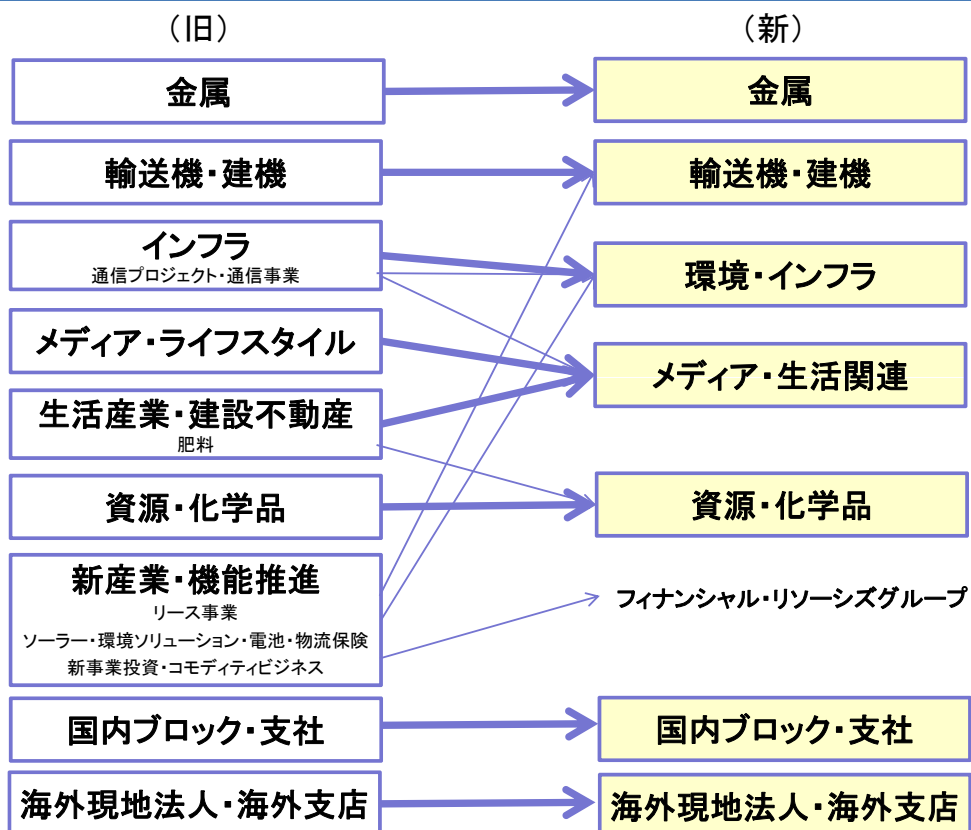 （旧）
金属
輸送機・建機
インフラ
通信プロジェクト・通信事業
メディア・ライフスタイル
生活産業・建設不動産
肥料
資源・化学品
新産業・機能推進
リース事業
ソーラー・環境ソリューション・電池・物流保険
新事業投資・コモディティビジネス
国内ブロック・支社
海外現地法人・海外支店
（新）
金属
輸送機・建機
環境・インフラ
メディア・生活関連
資源・化学品
フィナンシャル・リソーシズグループ
国内ブロック・支社
海外現地法人・海外支店